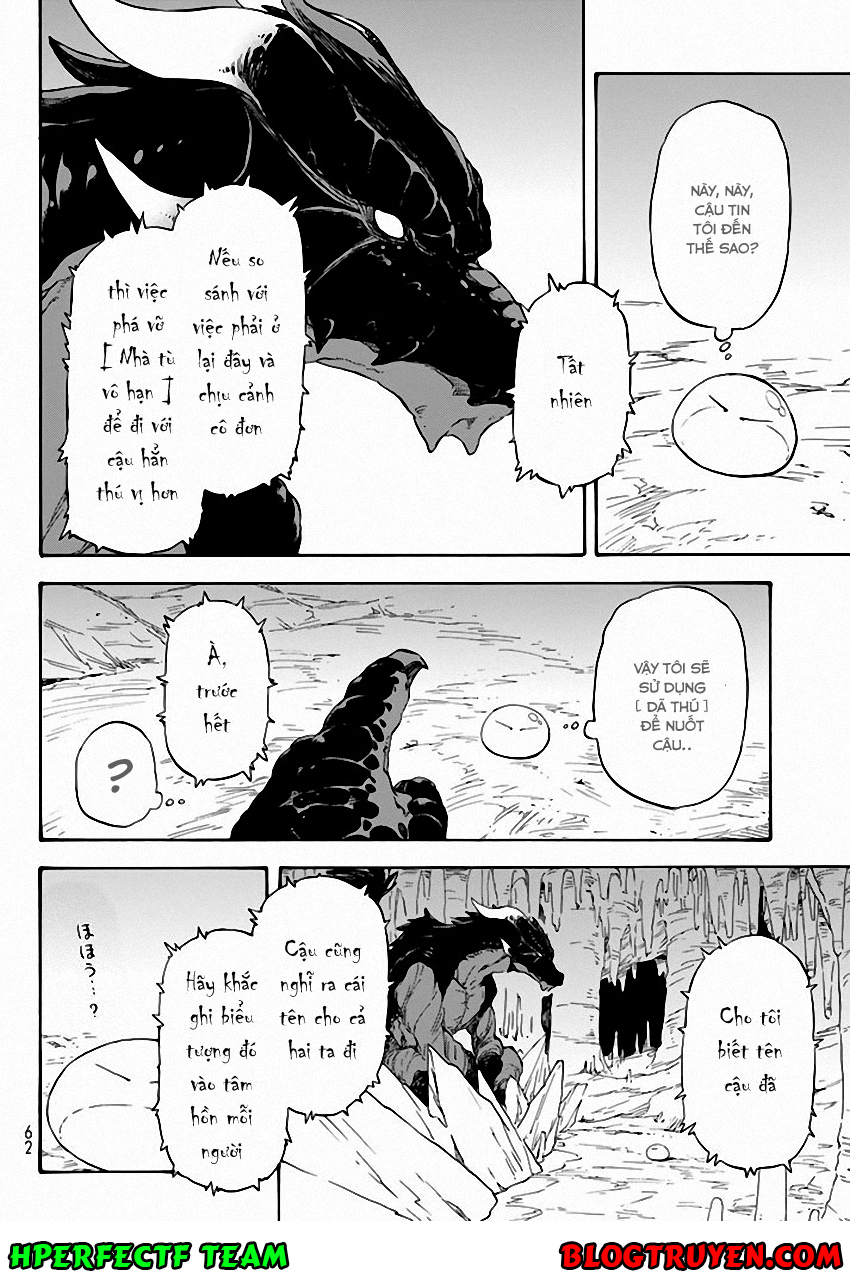 NÀY, NÀY,
CẬU TIN
TÔI ĐẾN
THẾ SAO?
Tất
nhiên
Nếu so
sánh với
việc phải ở
lại đây và
chịu cảnh
cô đơn
thì việc
phá vỡ
[ Nhà tù
vô hạn ]
để đi với
cậu hẳn
thú vị hơn
VẬY TÔI SẼ
SỬ DỤNG
[ DÃ THÚ ]
ĐỂ NUỐT
CẬU..
À,
trước
hết
?
Cho tôi
biết tên
cậu đã
Cậu cũng
nghĩ ra cái
tên cho cả
hai ta đi
Hãy khắc
ghi biểu
tượng đó
vào tâm
hồn mỗi
người
ほほう…?
62
HPERFECTF TEAM
BLOGTRUYEN.COM